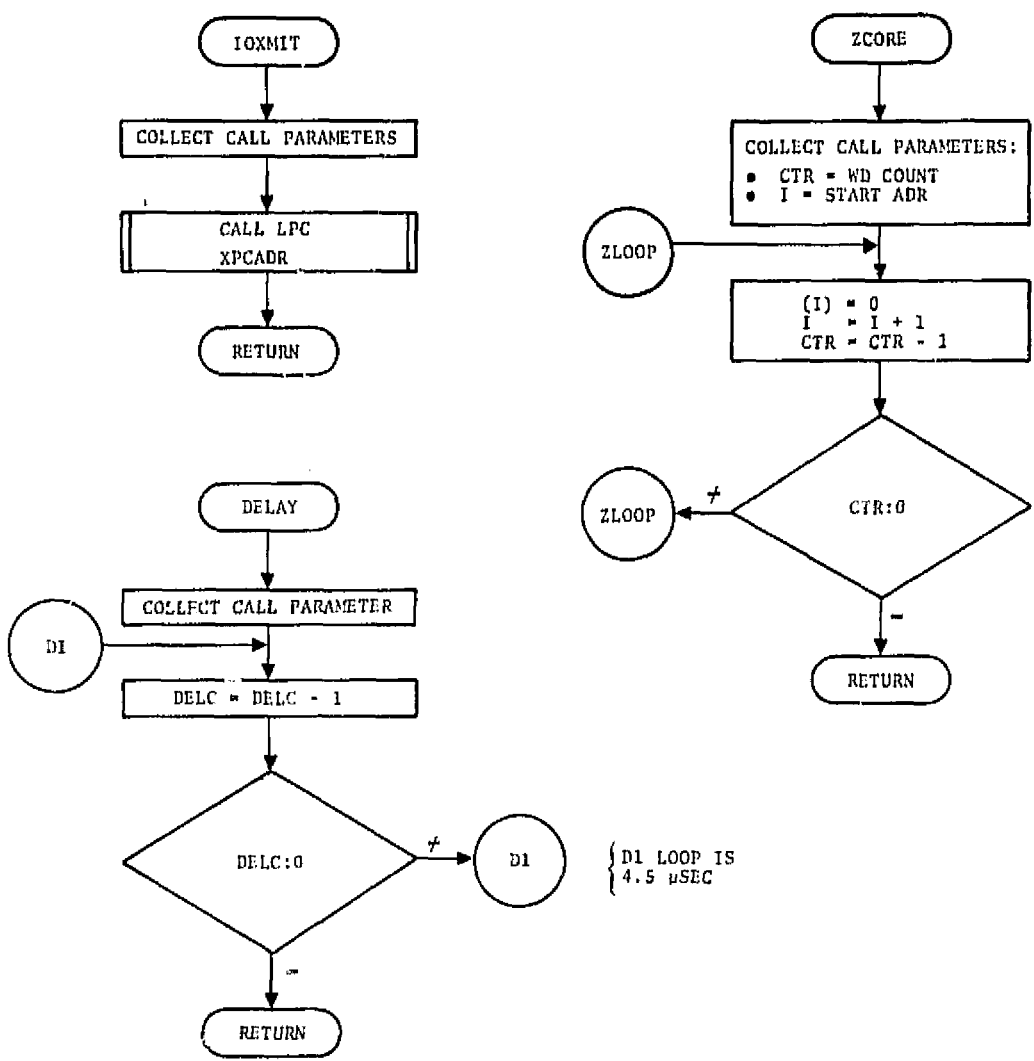 IOXMIT
COLLECT CALL PARAMETERS
CALL LPC
XPCADR
RETURN
ZCORE
COLLECT CALL PARAMETERS:
• CTR = WD COUNT
• I = START ADR
ZLOOP
(I) = 0
I = I + 1
CTR = CTR - 1
CTR:0
≠
ZLOOP
=
RETURN
DELAY
COLLECT CALL PARAMETER
D1
DELC = DELC - 1
DELC:0
≠
D1
D1 LOOP IS
4.5 µSEC
=
RETURN